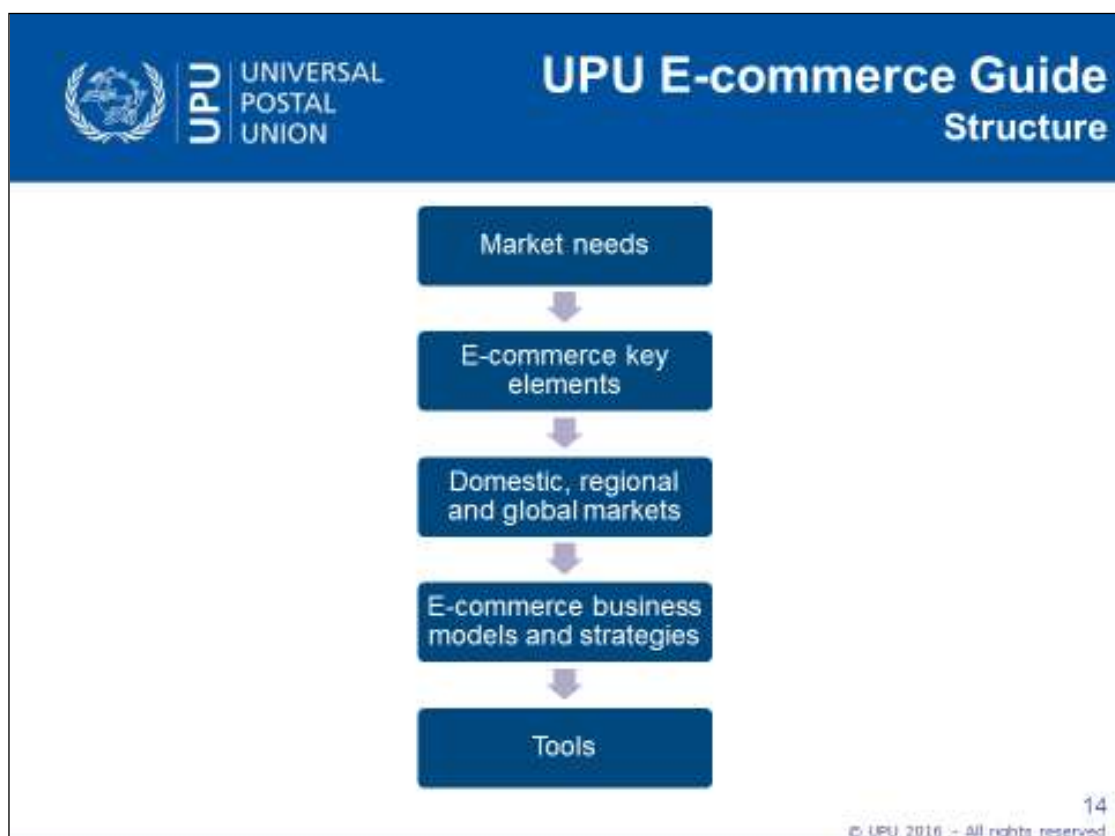 UPU
UNIVERSAL
POSTAL
UNION
UPU E-commerce Guide
Structure
Market needs
E-commerce key
elements
Domestic, regional
and global markets
E-commerce business
models and strategies
Tools
14
© UPU 2016 - All rights reserved